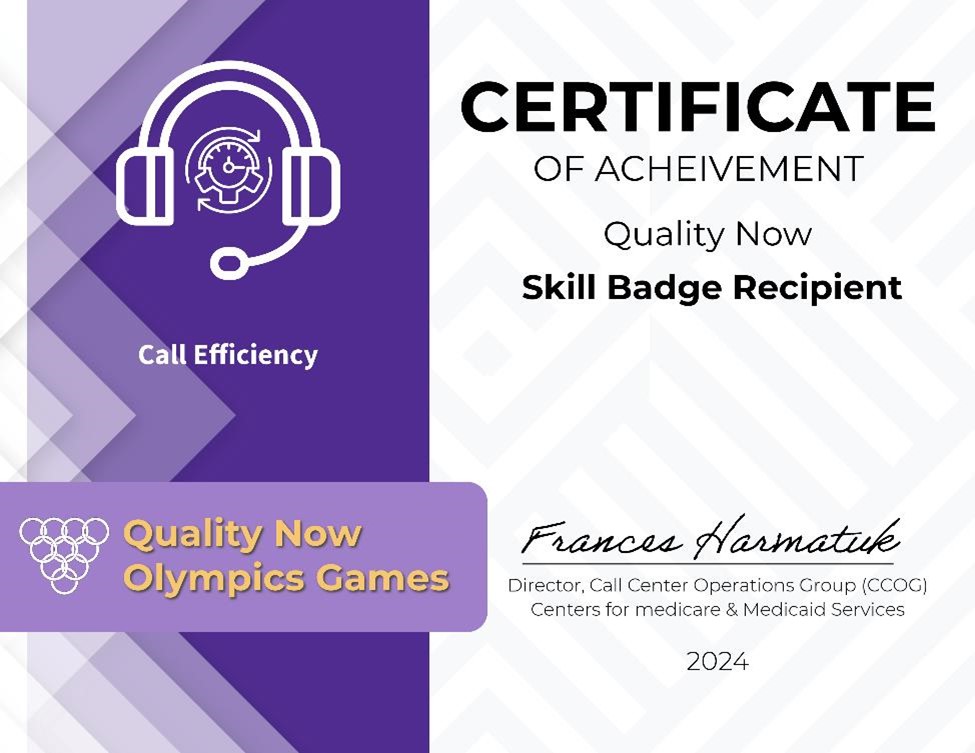 CERTIFICATE
OF ACHEIVEMENT
Quality Now
Skill Badge Recipient
Call Efficiency
Quality Now
Olympics Games
Frances Harmatuk
Director, Call Center Operations Group (CCOG)
Centers for medicare & Medicaid Services
2024